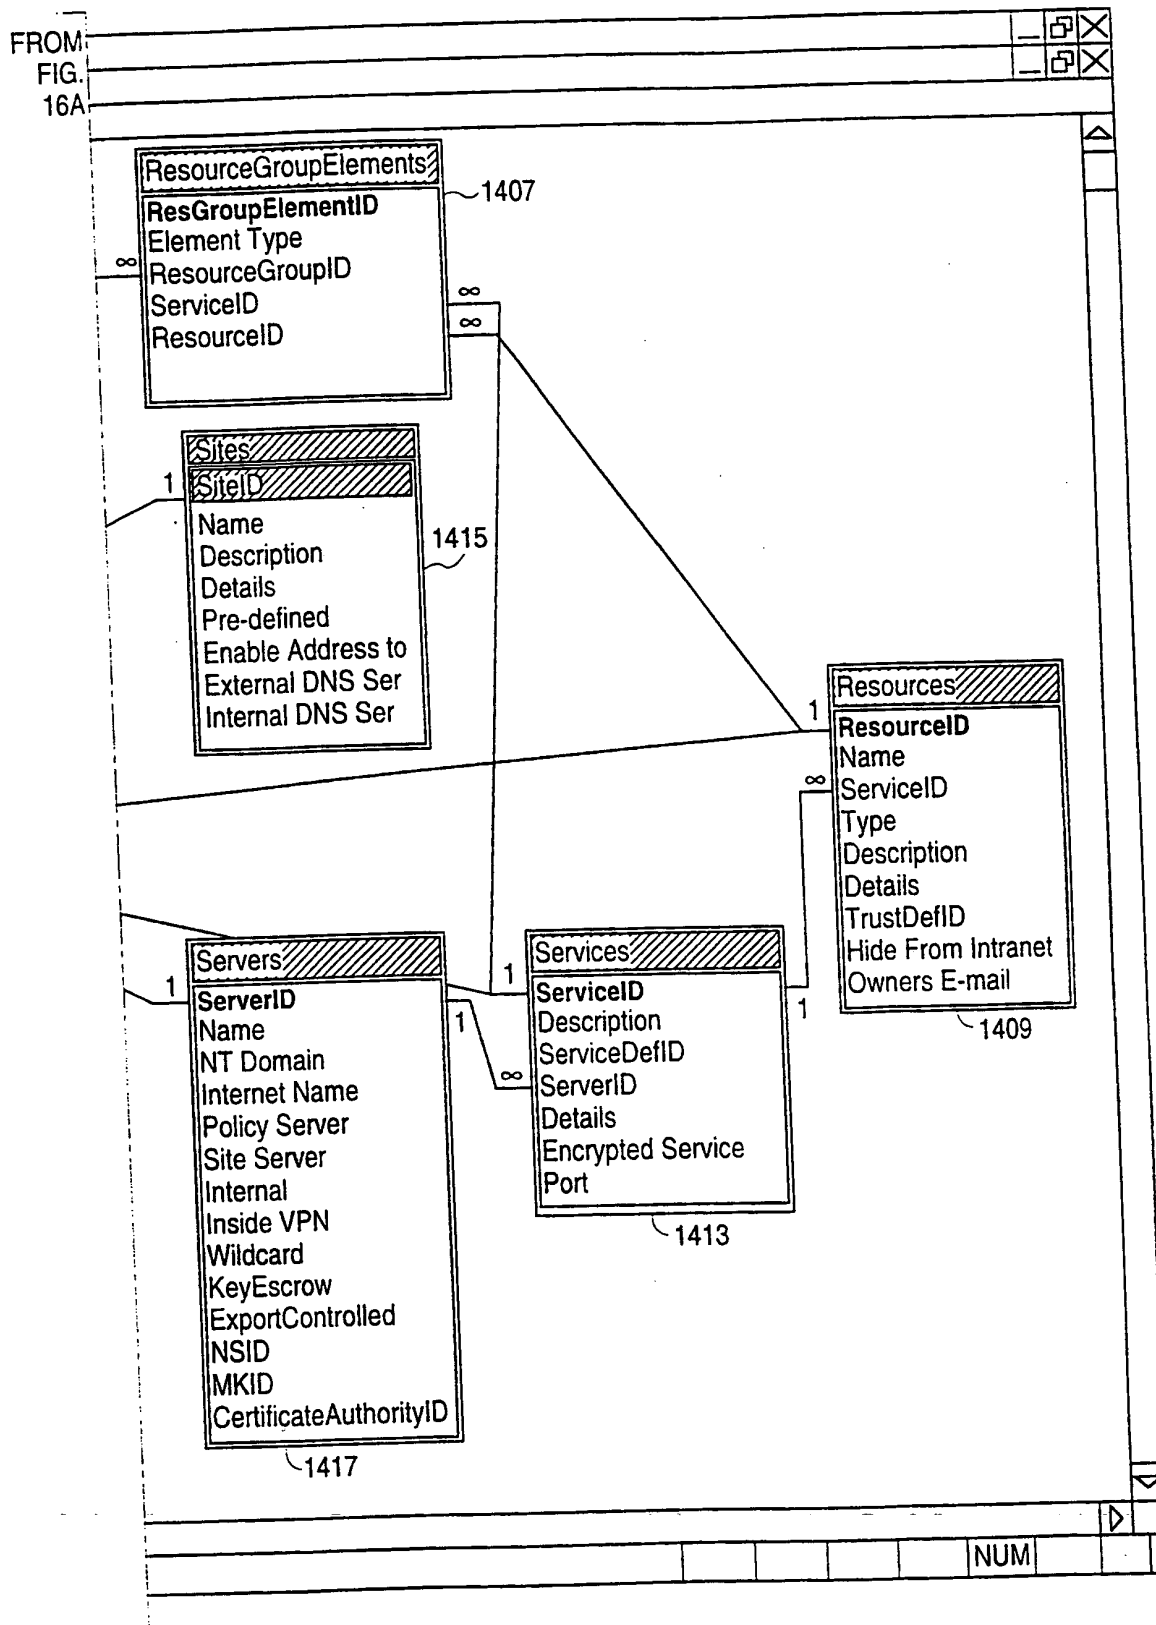 FROM
FIG.
16A
ResourceGroupElements
1407
ResGroupElementID
Element Type
∞
ResourceGroupID
∞
ServiceID
∞
ResourceID
Sites
1
SiteID
Name
1415
Description
Details
Pre-defined
Enable Address to
External DNS Ser
Internal DNS Ser
Resources
1
ResourceID
Name
∞
ServiceID
Type
Description
Details
TrustDefID
Hide From Intranet
Owners E-mail
1409
Servers
1
ServerID
Name
NT Domain
Internet Name
Policy Server
Site Server
Internal
Inside VPN
Wildcard
KeyEscrow
ExportControlled
NSID
MKID
CertificateAuthorityID
1417
Services
1
ServiceID
1
1
Description
ServiceDefID
∞
ServerID
Details
Encrypted Service
Port
1413
NUM